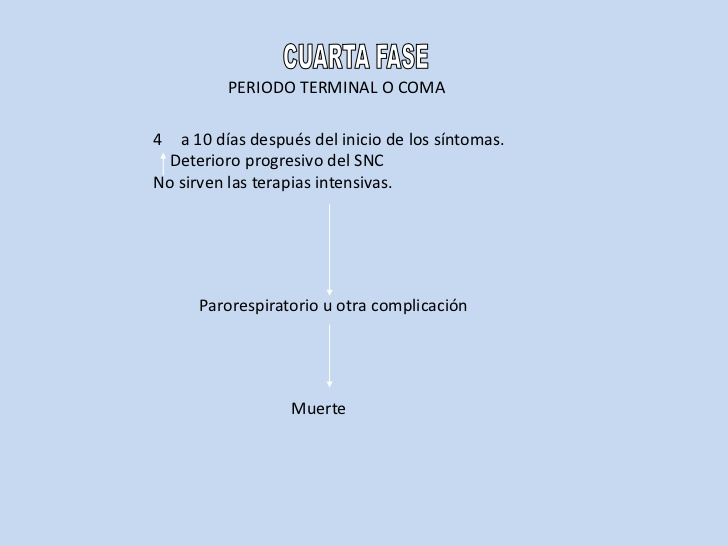 CUARTA FASE
PERIODO TERMINAL O COMA
4 a 10 días después del inicio de los síntomas.
Deterioro progresivo del SNC
No sirven las terapias intensivas.
Parorespiratorio u otra complicación
Muerte